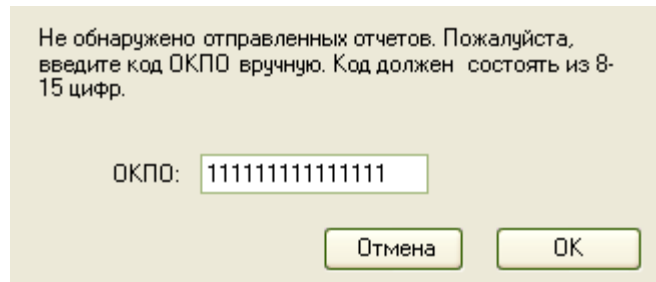 Не обнаружено отправленных отчетов. Пожалуйста,
введите код ОКПО вручную. Код должен  состоять из 8-
15 цифр.
ОКПО: 111111111111111
Отмена OK